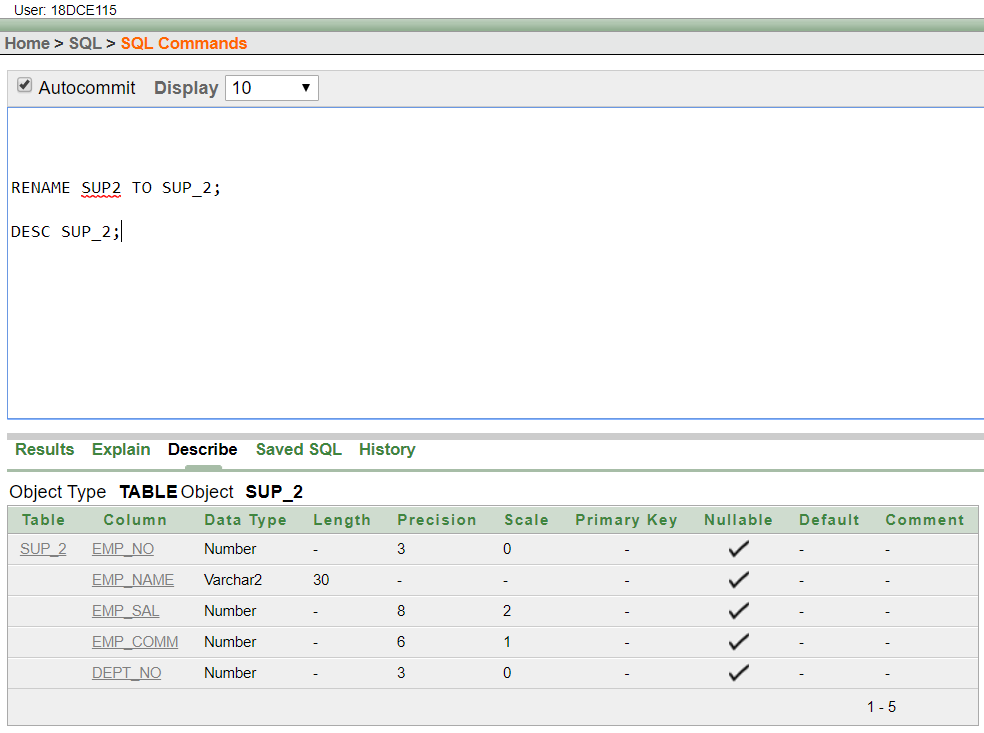 User: 18DCE115
Home > SQL > SQL Commands
Autocommit Display 10
RENAME SUP2 TO SUP_2;
DESC SUP_2;
Results Explain Describe Saved SQL History
Object Type TABLE Object SUP_2
Table Column Data Type Length Precision Scale Primary Key Nullable Default Comment
SUP_2 EMP_NO Number - 3 0 - - -
EMP_NAME Varchar2 30 - - - - -
EMP_SAL Number - 8 2 - - -
EMP_COMM Number - 6 1 - - -
DEPT_NO Number - 3 0 - - -
1 - 5